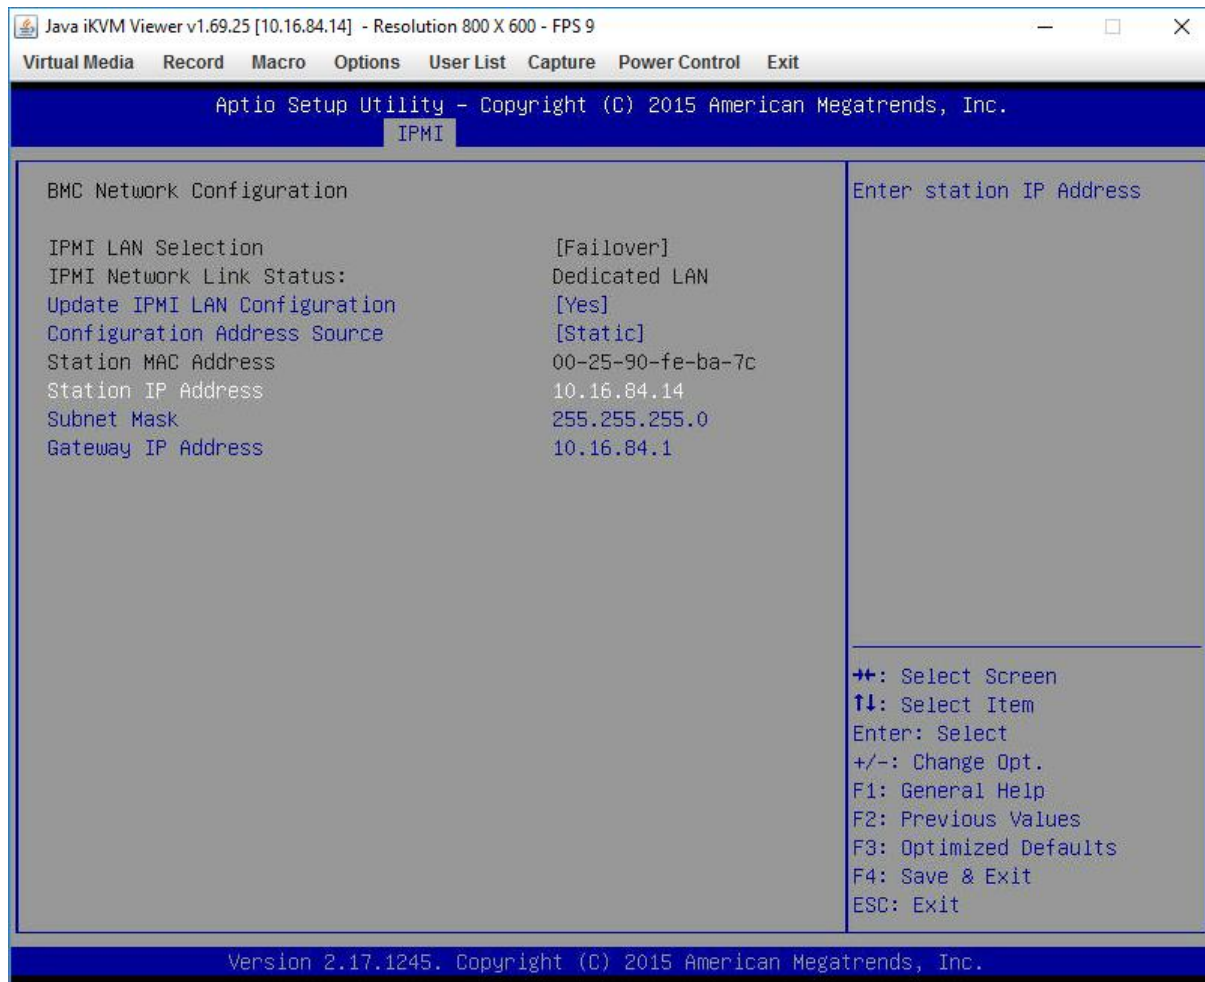 Java iKVM Viewer v1.69.25 [10.16.84.14] - Resolution 800 X 600 - FPS 9
Virtual Media Record Macro Options User List Capture Power Control Exit
Aptio Setup Utility - Copyright (C) 2015 American Megatrends, Inc.
IPMI
BMC Network Configuration
IPMI LAN Selection [Failover]
IPMI Network Link Status: Dedicated LAN
Update IPMI LAN Configuration [Yes]
Configuration Address Source [Static]
Station MAC Address 00-25-90-fe-ba-7c
Station IP Address 10.16.84.14
Subnet Mask 255.255.255.0
Gateway IP Address 10.16.84.1
Enter station IP Address
→←: Select Screen
↑↓: Select Item
Enter: Select
+/-: Change Opt.
F1: General Help
F2: Previous Values
F3: Optimized Defaults
F4: Save & Exit
ESC: Exit
Version 2.17.1245. Copyright (C) 2015 American Megatrends, Inc.